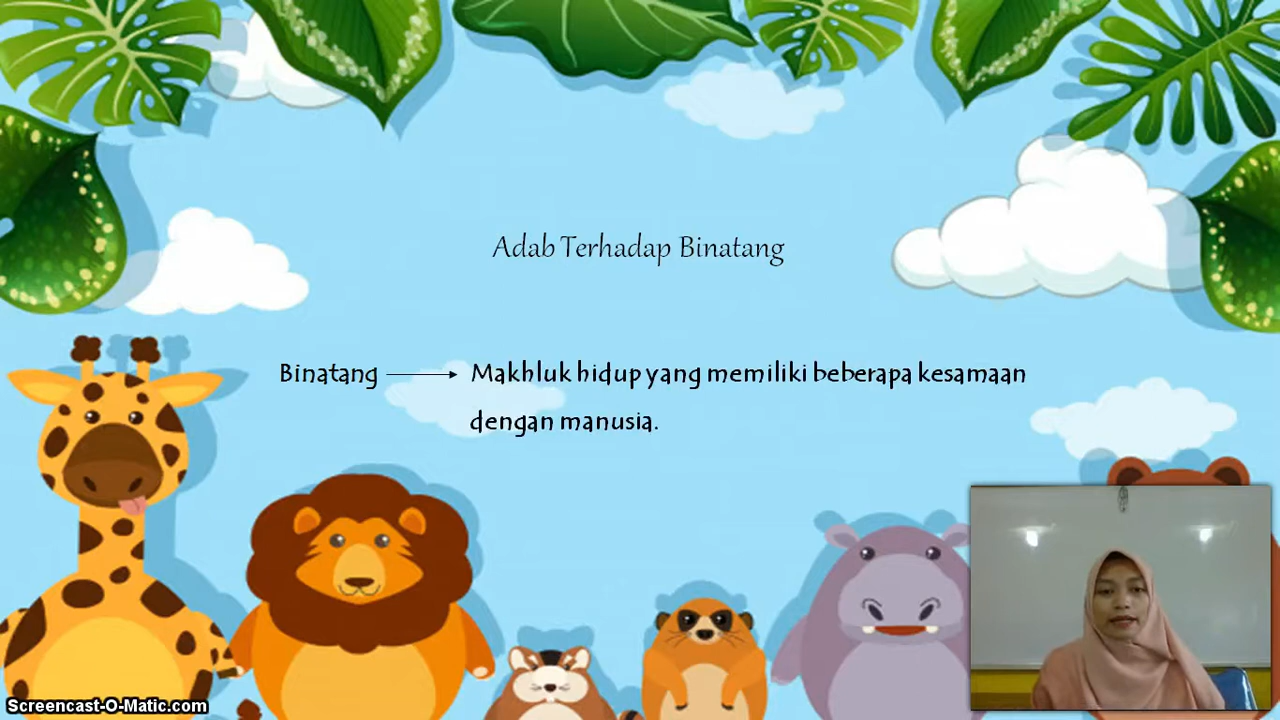 Adab Terhadap Binatang
Binatang → Makhluk hidup yang memiliki beberapa kesamaan
dengan manusia.
Screencast-O-Matic.com